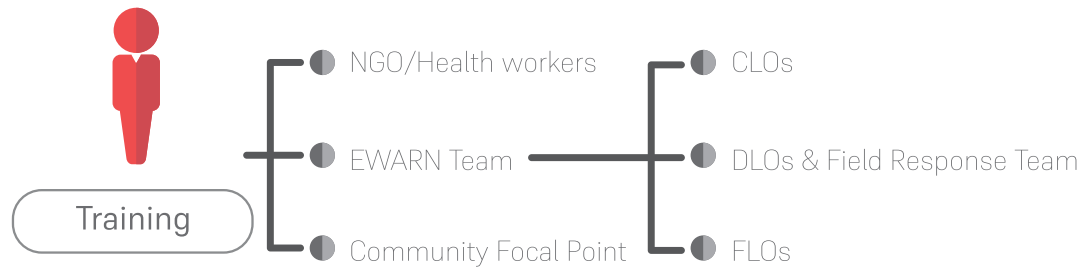 Training
NGO/Health workers
EWARN Team
Community Focal Point
CLOs
DLOs & Field Response Team
FLOs